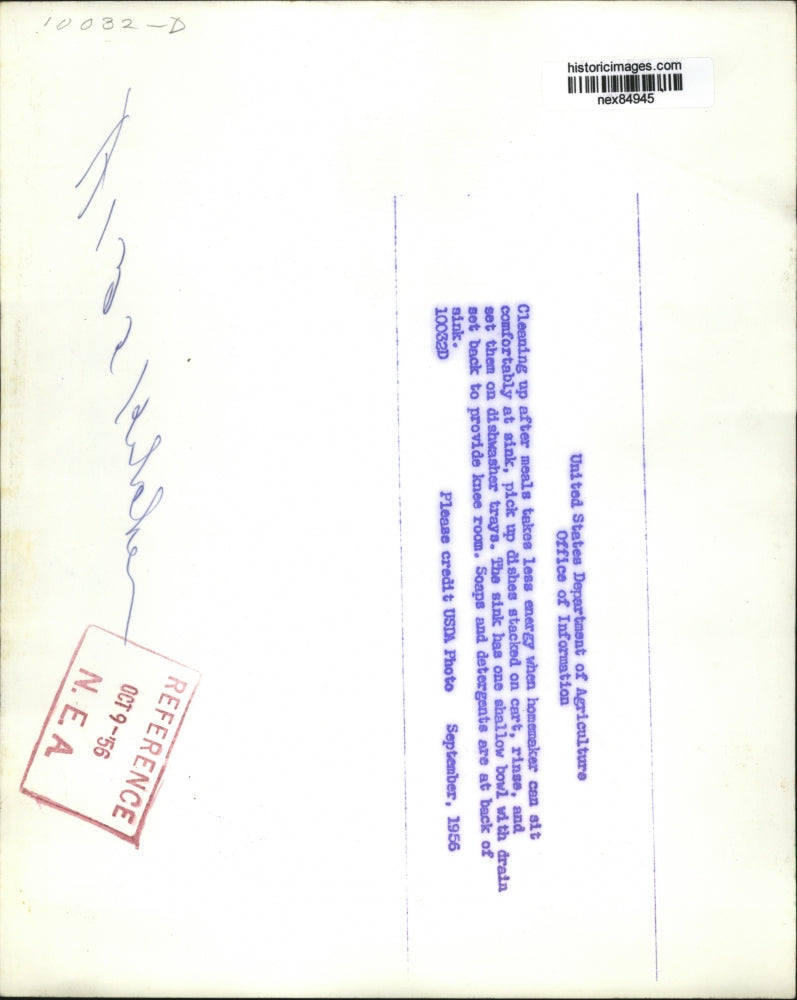 10032-D
historicimages.com
nex84945
United States Department of Agriculture
Office of Information
Cleaning up after meals takes less energy when homemaker can sit
comfortably at sink, pick up dishes stacked on cart, rinse, and
set them on dishwasher trays. The sink has one shallow bowl with drain
set back to provide knee room. Soaps and detergents are at back of
sink.
10032D Please credit USDA Photo September, 1956
REFERENCE
OCT 9-'56
N. E. A.